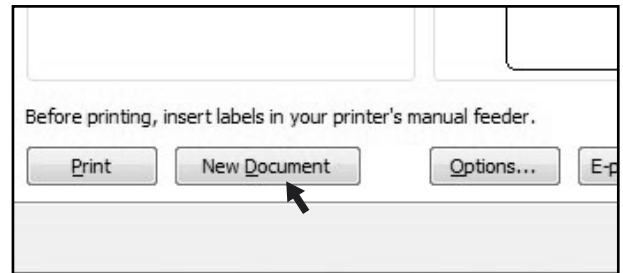 Before printing, insert labels in your printer's manual feeder.
Print New Document Options... E-p